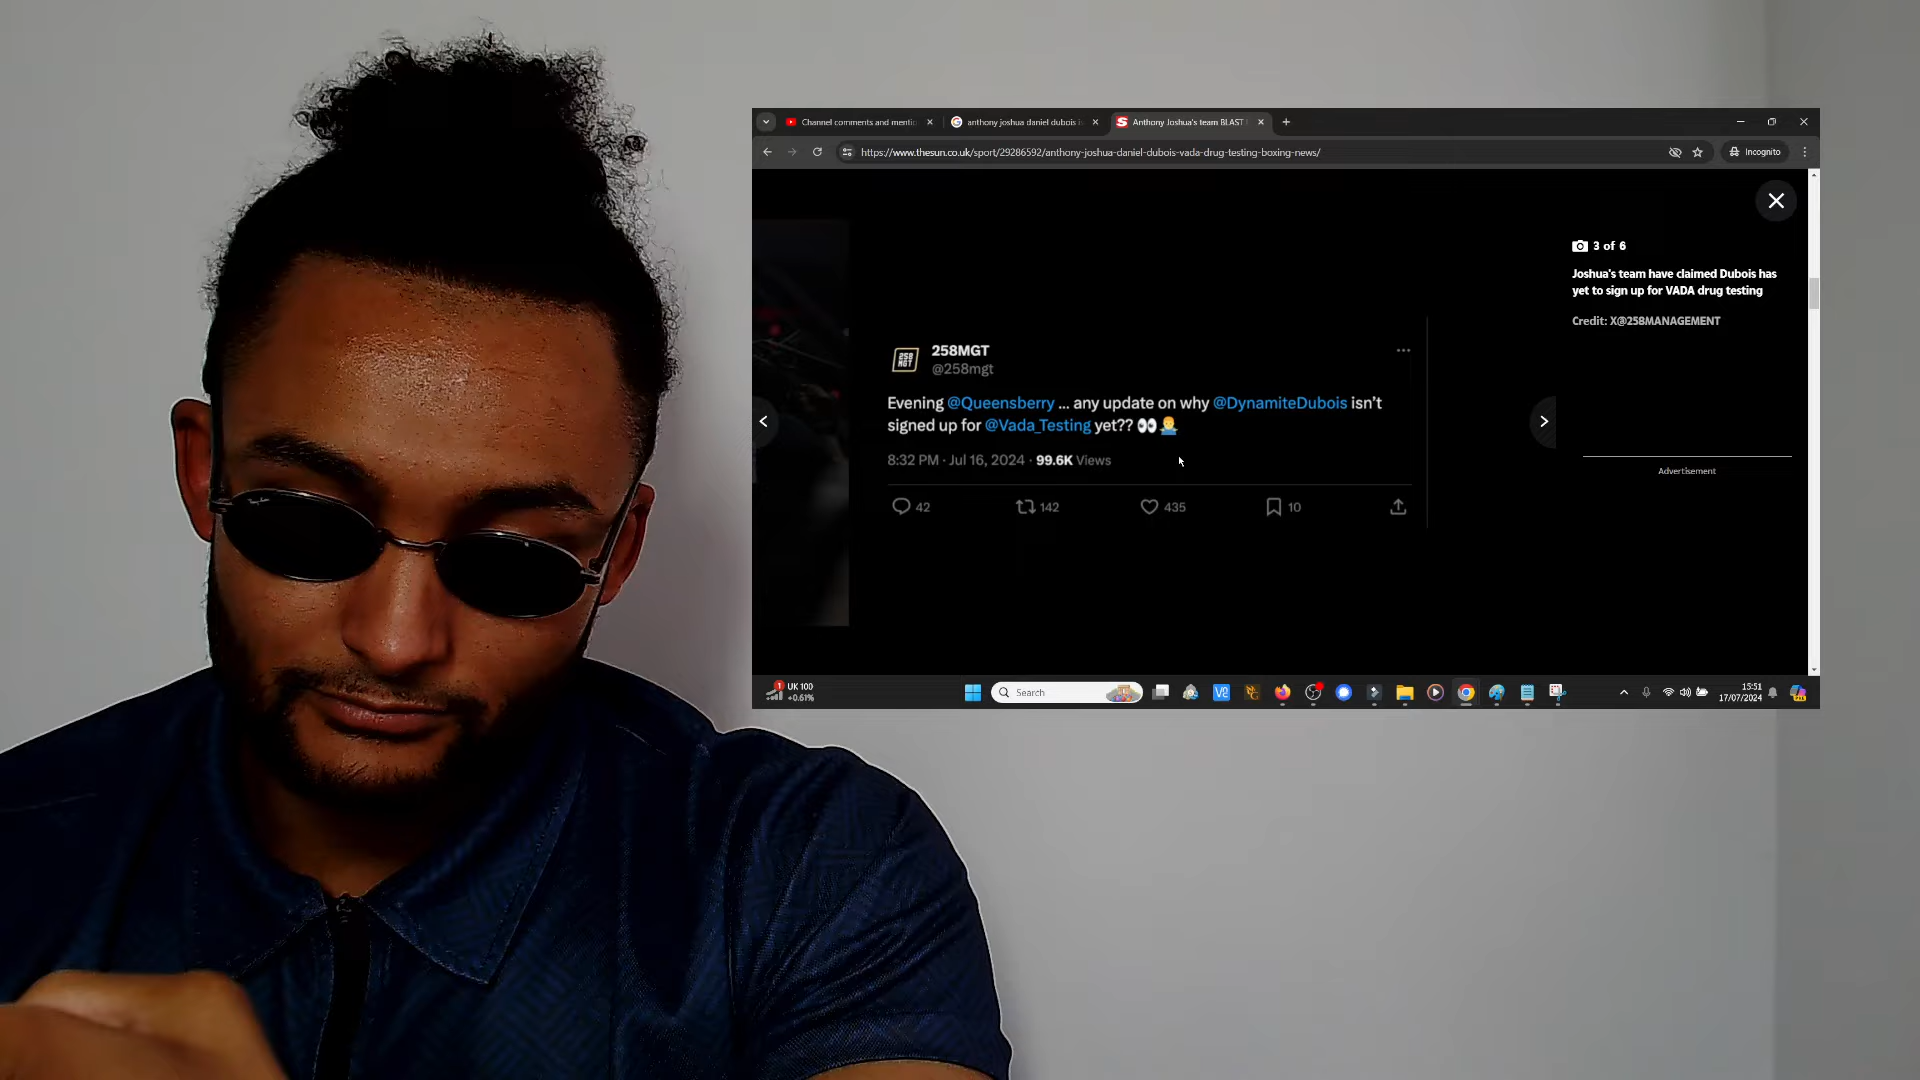 Channel comments and mentio
anthony joshua daniel dubois
Anthony Joshua's team BLAST
https://www.thesun.co.uk/sport/29286592/anthony-joshua-daniel-dubois-vada-drug-testing-boxing-news/
Incognito
3 of 6
Joshua's team have claimed Dubois has
yet to sign up for VADA drug testing
Credit: X@258MANAGEMENT
258
MGT
258MGT
@258mgt
Evening @Queensberry ... any update on why @DynamiteDubois isn't
signed up for @Vada_Testing yet??
8:32 PM · Jul 16, 2024 · 99.6K Views
42
142
435
10
Advertisement
1
UK 100
+0.61%
Search
15:51
17/07/2024